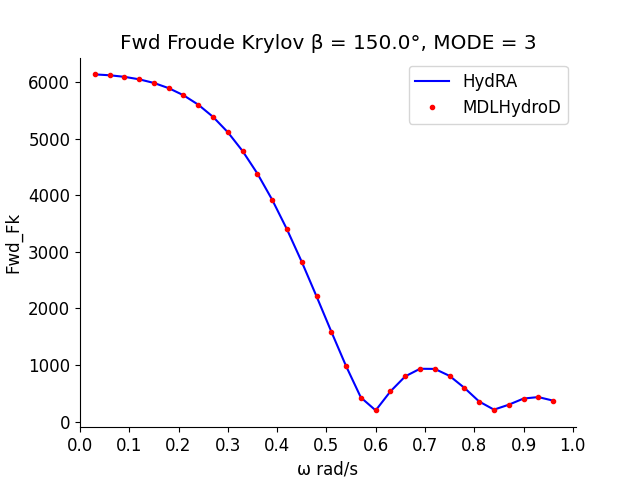 Fwd Froude Krylov β = 150.0°, MODE = 3
HydRA
MDLHydroD
Fwd_Fk
6000
5000
4000
3000
2000
1000
0
0.0 0.1 0.2 0.3 0.4 0.5 0.6 0.7 0.8 0.9 1.0
ω rad/s